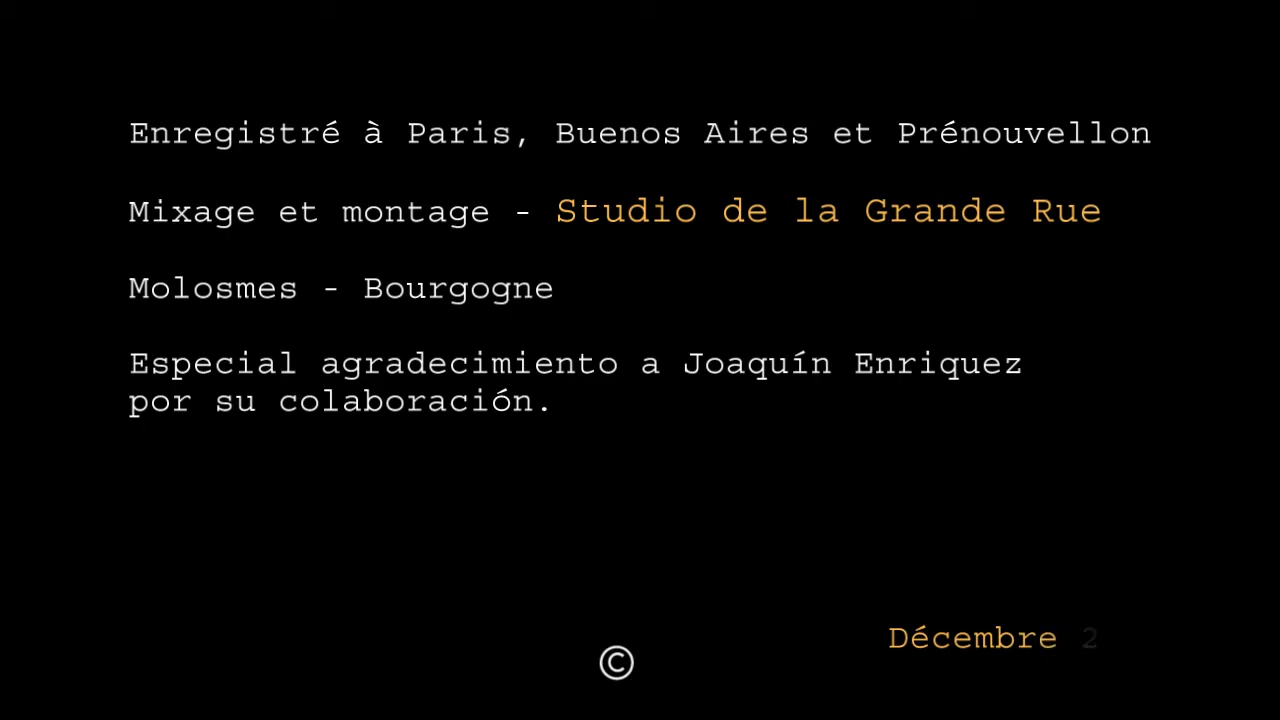 Enregistré à Paris, Buenos Aires et Prénouvellon
Mixage et montage - Studio de la Grande Rue
Molosmes - Bourgogne
Especial agradecimiento a Joaquín Enriquez
por su colaboración.
Décembre 2
©